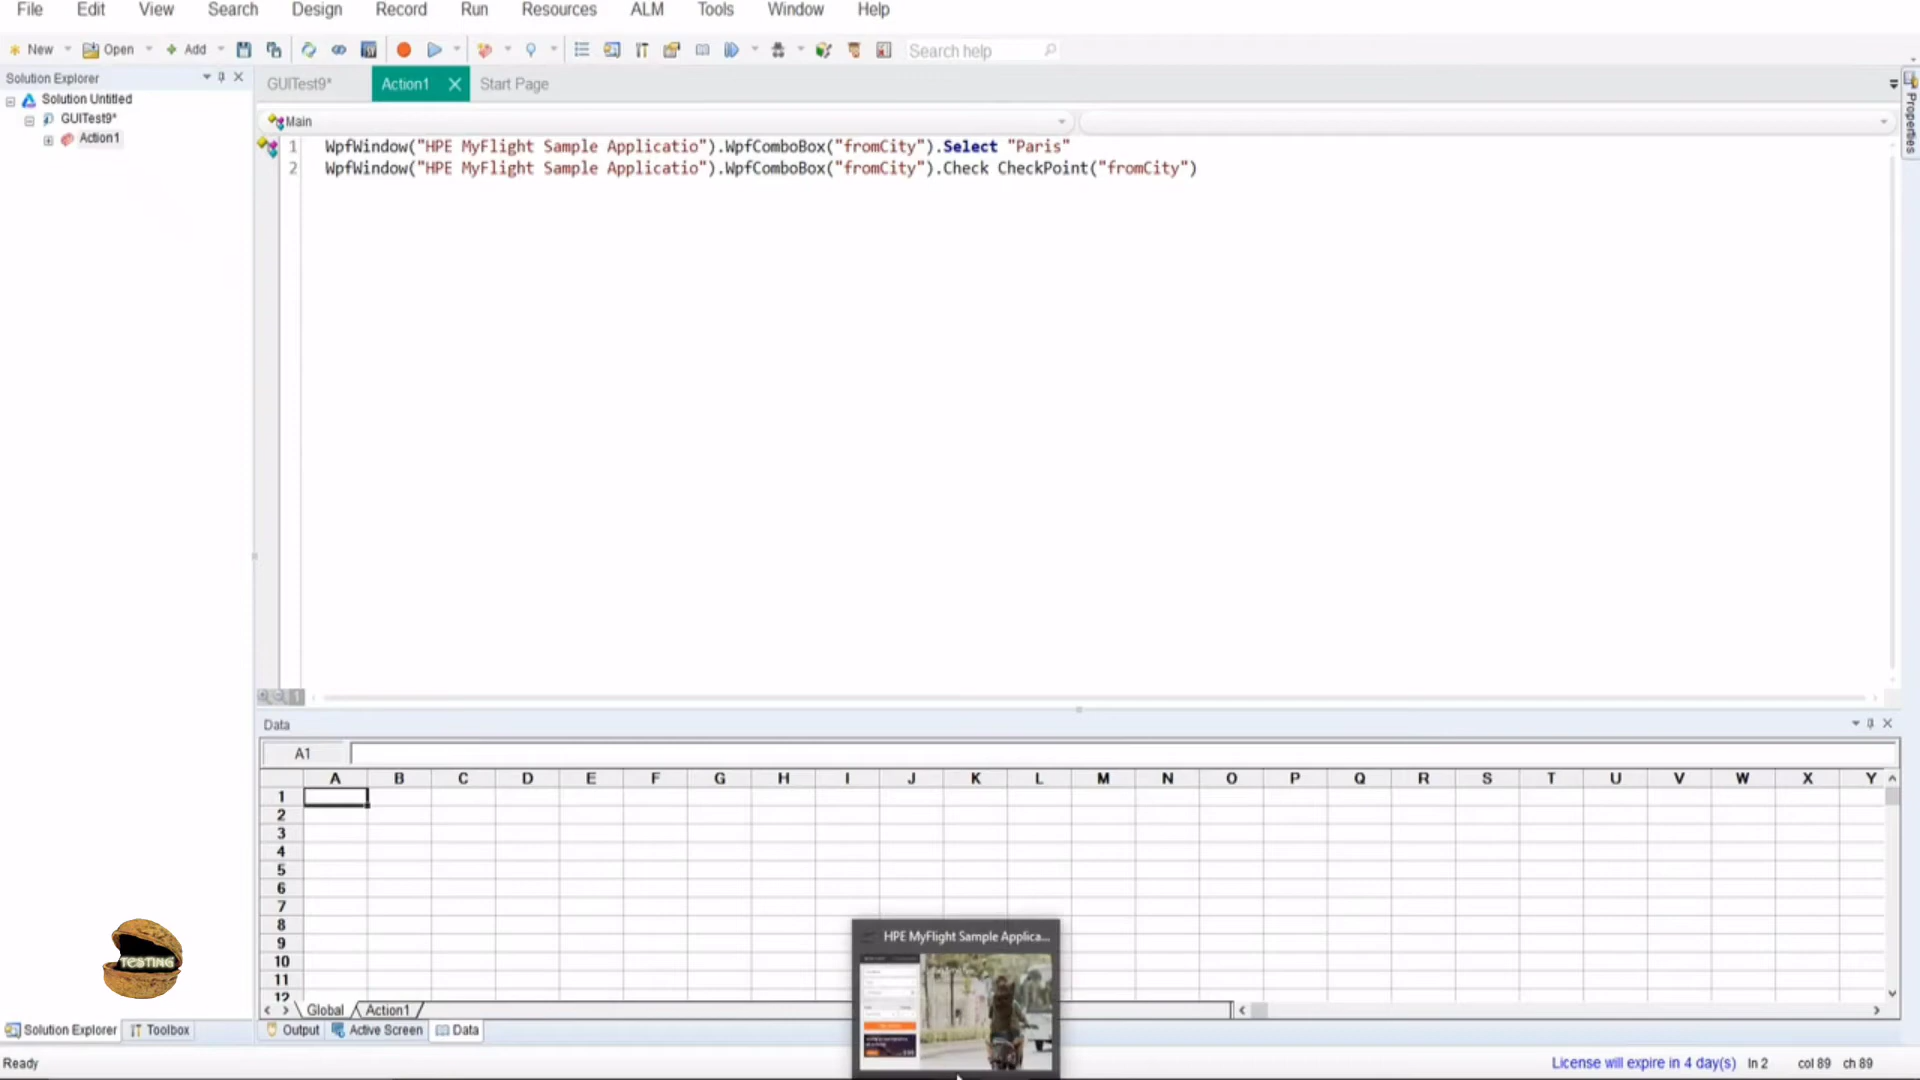 File Edit View Search Design Record Run Resources ALM Tools Window Help
New Open Add Search help
Solution Explorer
GUITest9* Action1 Start Page
Properties
Solution Untitled
GUITest9*
Action1
Main
1 WpfWindow("HPE MyFlight Sample Applicatio").WpfComboBox("fromCity").Select "Paris"
2 WpfWindow("HPE MyFlight Sample Applicatio").WpfComboBox("fromCity").Check CheckPoint("fromCity")
Data
A1
A B C D E F G H I J K L M N O P Q R S T U V W X Y
1
2
3
4
5
6
7
8
9
10
11
12
HPE MyFlight Sample Applica...
TESTING
Global Action1
Solution Explorer Toolbox Output Active Screen Data
Ready License will expire in 4 day(s) ln 2 col 89 ch 89